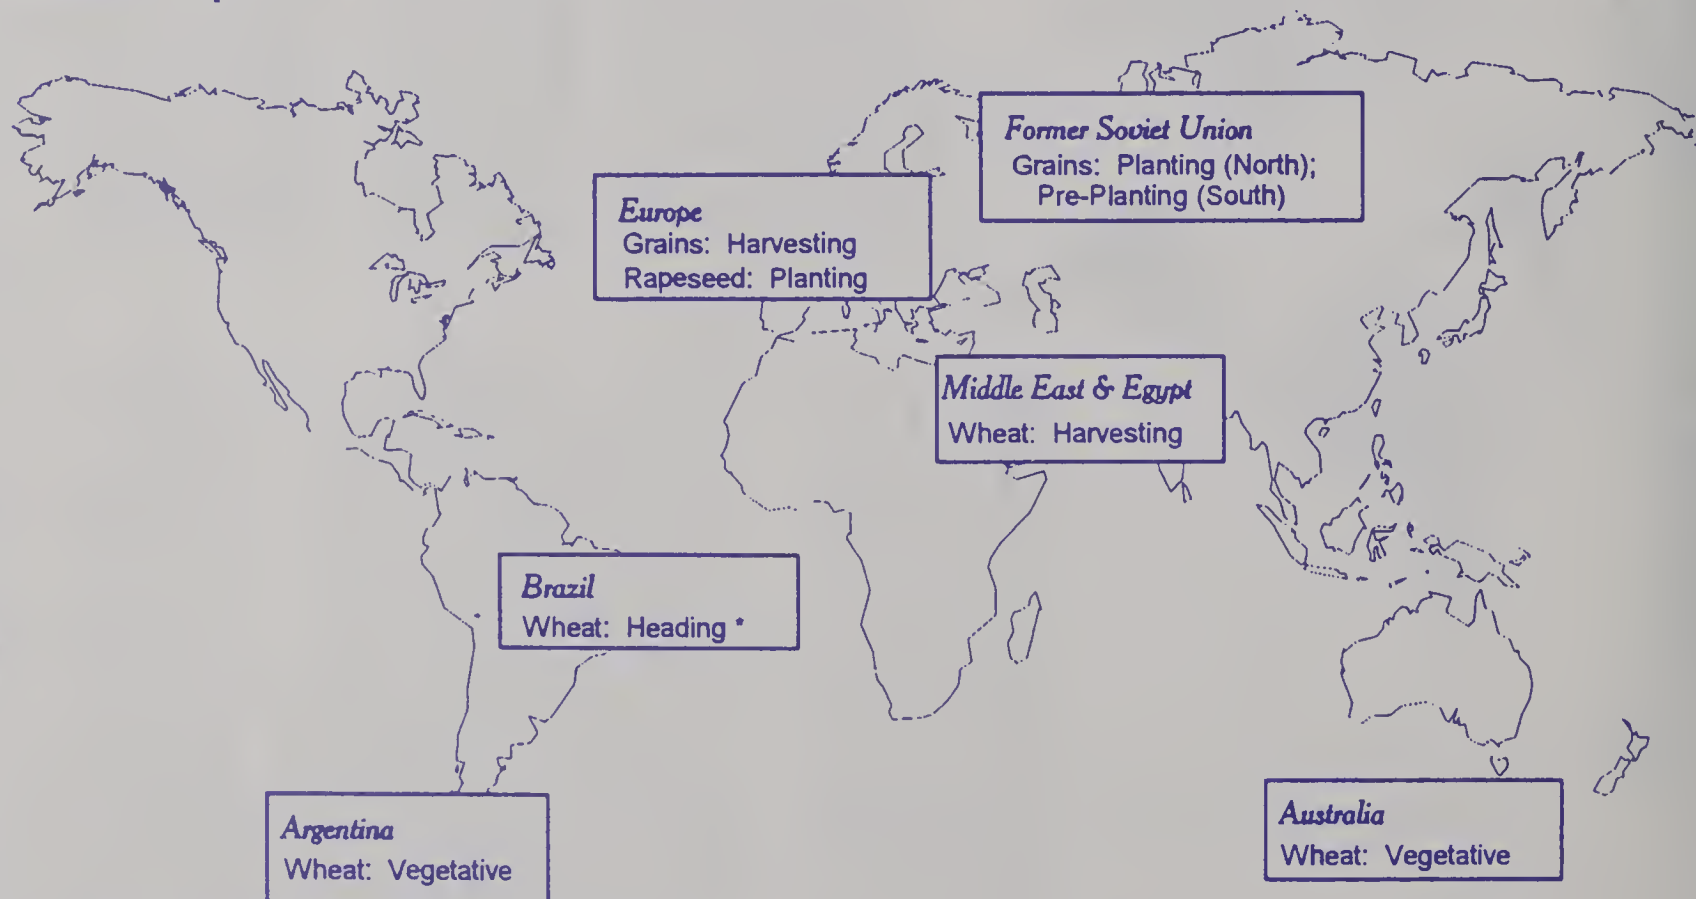 Former Soviet Union
Grains: Planting (North);
Pre-Planting (South)
Europe
Grains: Harvesting
Rapeseed: Planting
Middle East & Egypt
Wheat: Harvesting
Brazil
Wheat: Heading *
Argentina
Wheat: Vegetative
Australia
Wheat: Vegetative